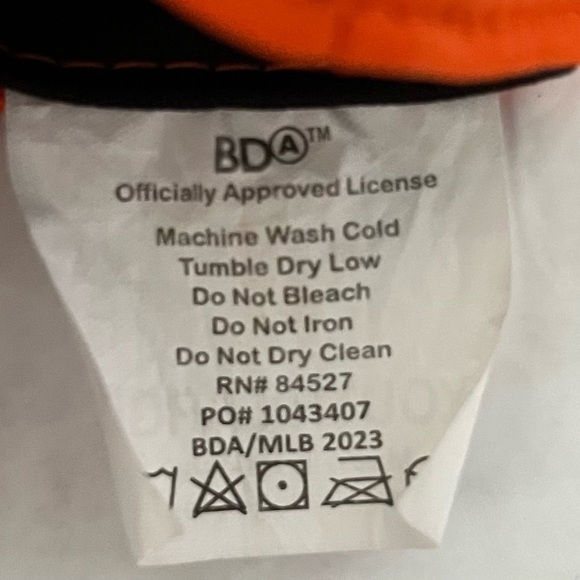 BDA™
Officially Approved License
Machine Wash Cold
Tumble Dry Low
Do Not Bleach
Do Not Iron
Do Not Dry Clean
RN# 84527
PO# 1043407
BDA/MLB 2023